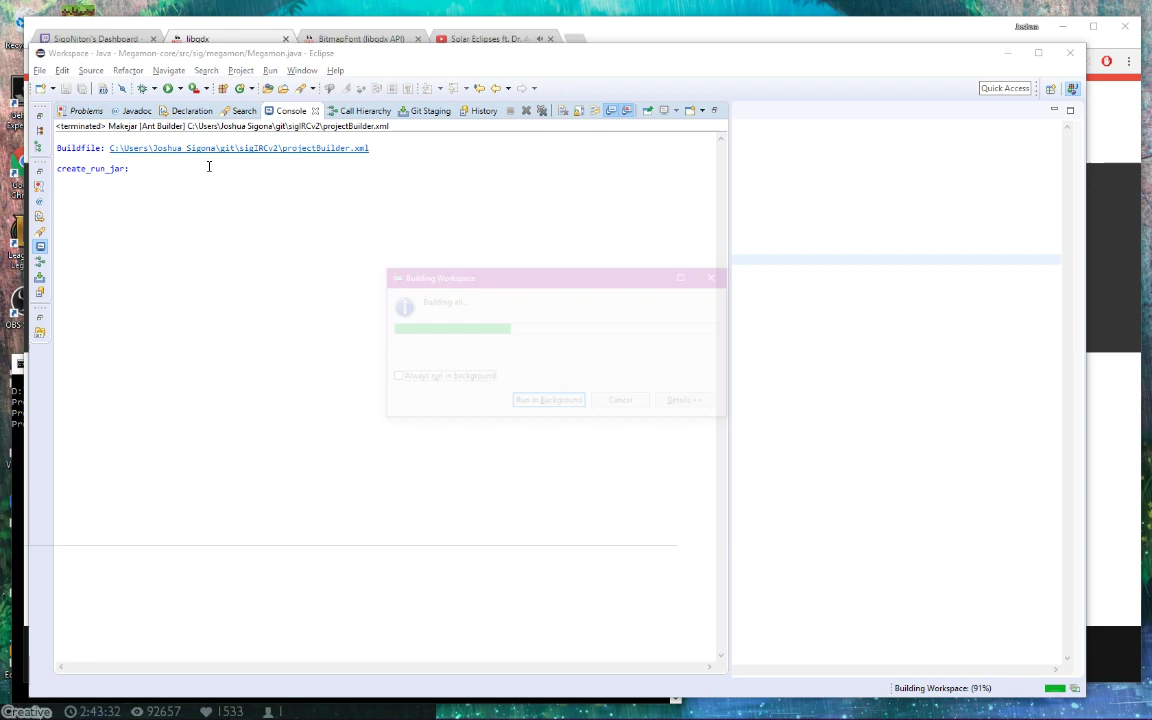 Joshua
SigoNitori's Dashboard -
libgdx
BitmapFont (libgdx API)
Solar Eclipses ft. Dr.
Workspace - Java - Megamon-core/src/sig/megamon/Megamon.java - Eclipse
File Edit Source Refactor Navigate Search Project Run Window Help
Quick Access
Problems Javadoc Declaration Search Console Call Hierarchy Git Staging History
<terminated> Makejar [Ant Builder] C:\Users\Joshua Sigona\git\sigIRCv2\projectBuilder.xml
Buildfile: C:\Users\Joshua Sigona\git\sigIRCv2\projectBuilder.xml
create_run_jar:
Building Workspace
Building all...
Always run in background
Run in Background Cancel Details >>
OBS
D:
Building Workspace: (91%)
Creative 2:43:32 92657 1533 1